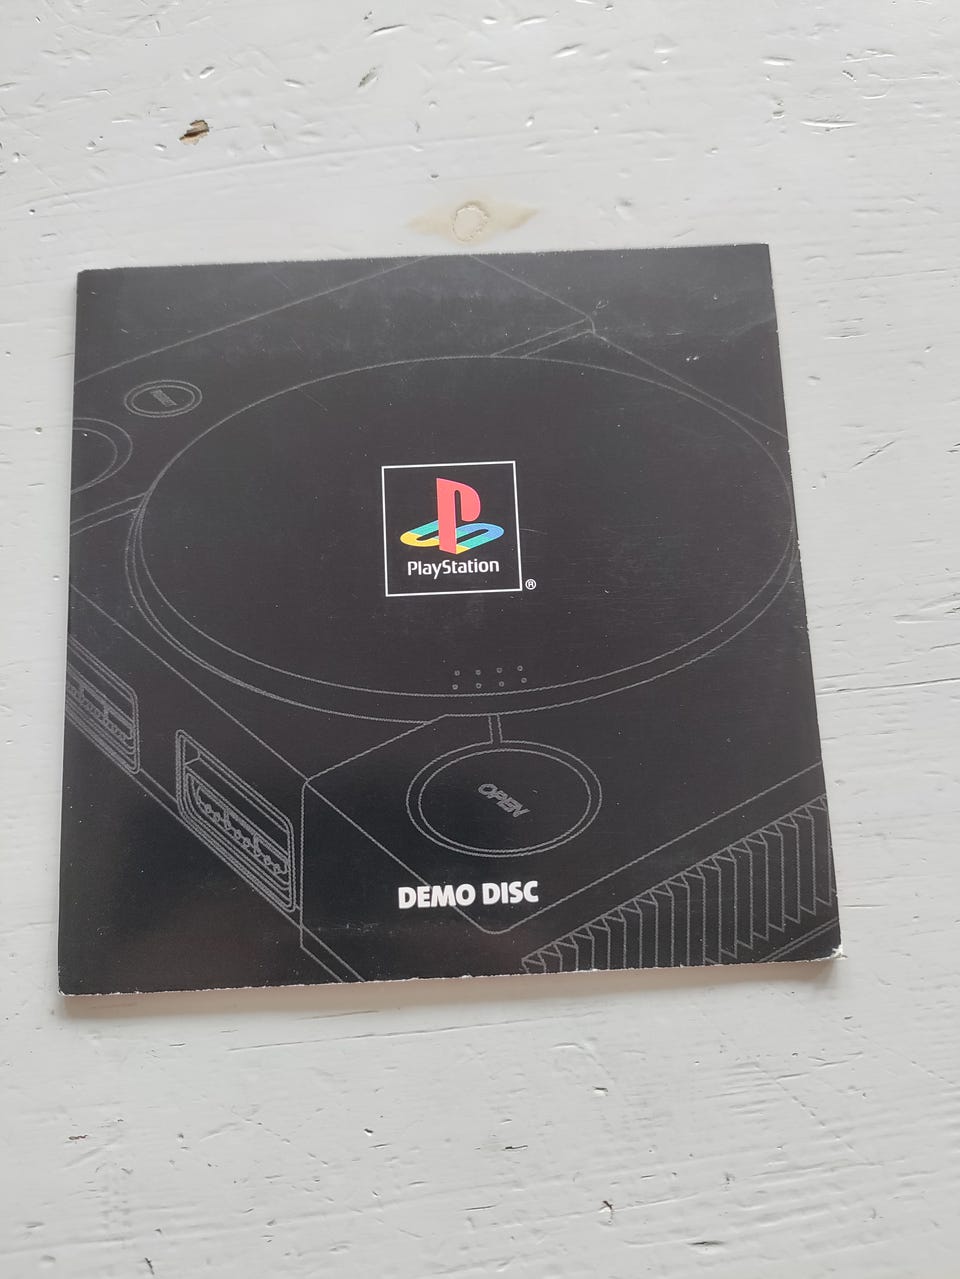 PlayStation
®
OPEN
DEMO DISC